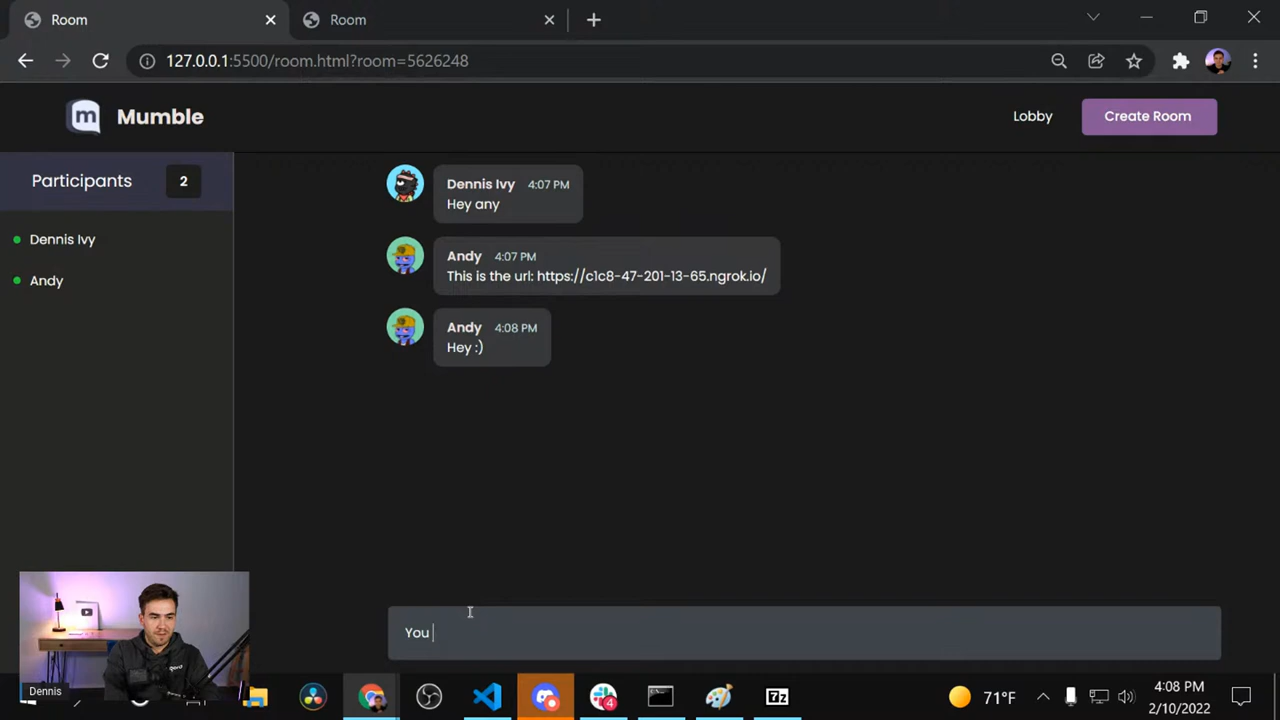 Room
Room
127.0.0.1:5500/room.html?room=5626248
m
Mumble
Lobby
Create Room
Participants
2
Dennis Ivy
Andy
Dennis Ivy 4:07 PM
Hey any
Andy 4:07 PM
This is the url: https://c1c8-47-201-13-65.ngrok.io/
Andy 4:08 PM
Hey :)
You
Dennis
4
7z
71°F
4:08 PM
2/10/2022